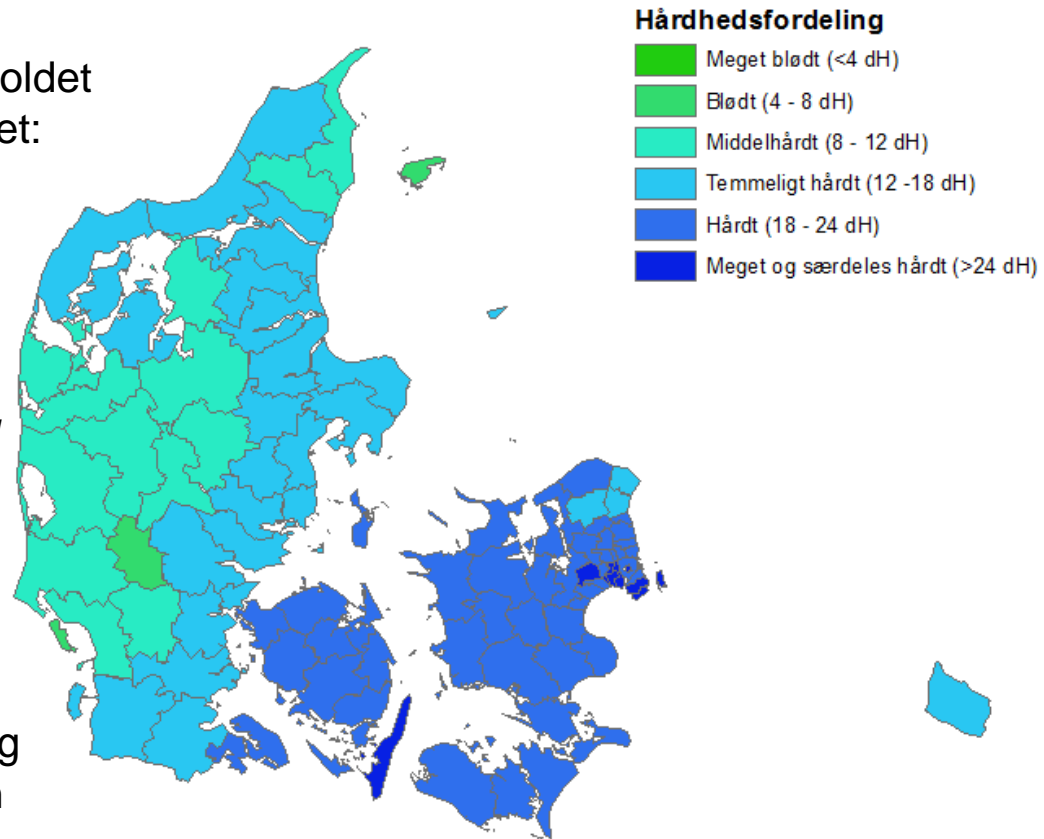 oldet
et:
g
Hårdhedsfordeling
Meget blødt (<4 dH)
Blødt (4 - 8 dH)
Middelhårdt (8 - 12 dH)
Temmeligt hårdt (12 -18 dH)
Hårdt (18 - 24 dH)
Meget og særdeles hårdt (>24 dH)